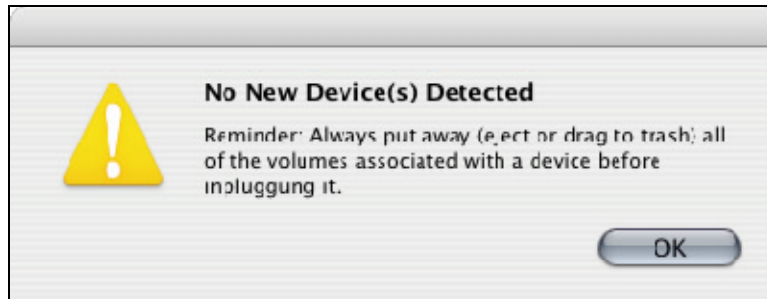 No New Device(s) Detected
Reminder: Always put away (eject or drag to trash) all
of the volumes associated with a device before
inpluggung it.
OK